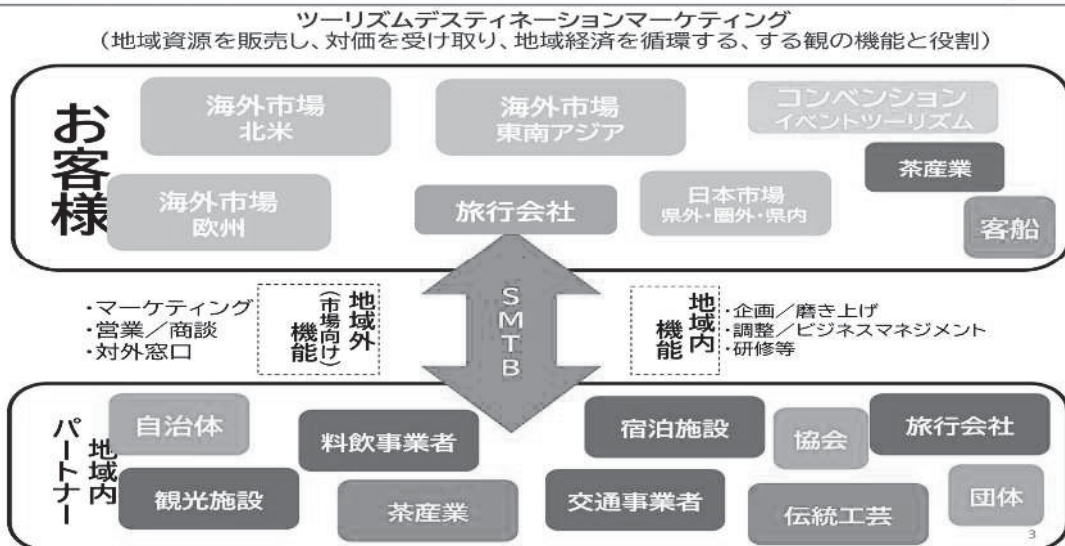 ツーリズムデスティネーションマーケティング
(地域資源を販売し、対価を受け取り、地域経済を循環する、する観の機能と役割)
お客様
海外市場
北米
海外市場
東南アジア
コンベンション
イベントツーリズム
茶産業
海外市場
欧州
旅行会社
日本市場
県外・圏外・県内
客船
・マーケティング
・営業／商談
・対外窓口
地域外
(市場向け)
機能
SMTB
地域内
機能
・企画／磨き上げ
・調整／ビジネスマネジメント
・研修等
地域内
パートナー
自治体
料飲事業者
宿泊施設
協会
旅行会社
観光施設
茶産業
交通事業者
伝統工芸
団体
3